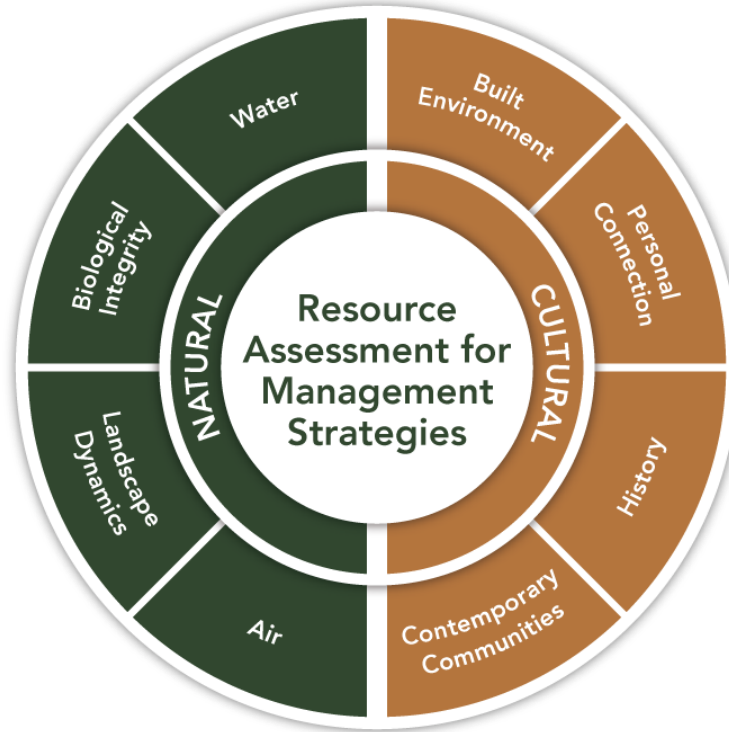 Resource
Assessment for
Management
Strategies
NATURAL
CULTURAL
Water
Biological
Integrity
Landscape
Dynamics
Air
Built
Environment
Personal
Connection
History
Contemporary
Communities